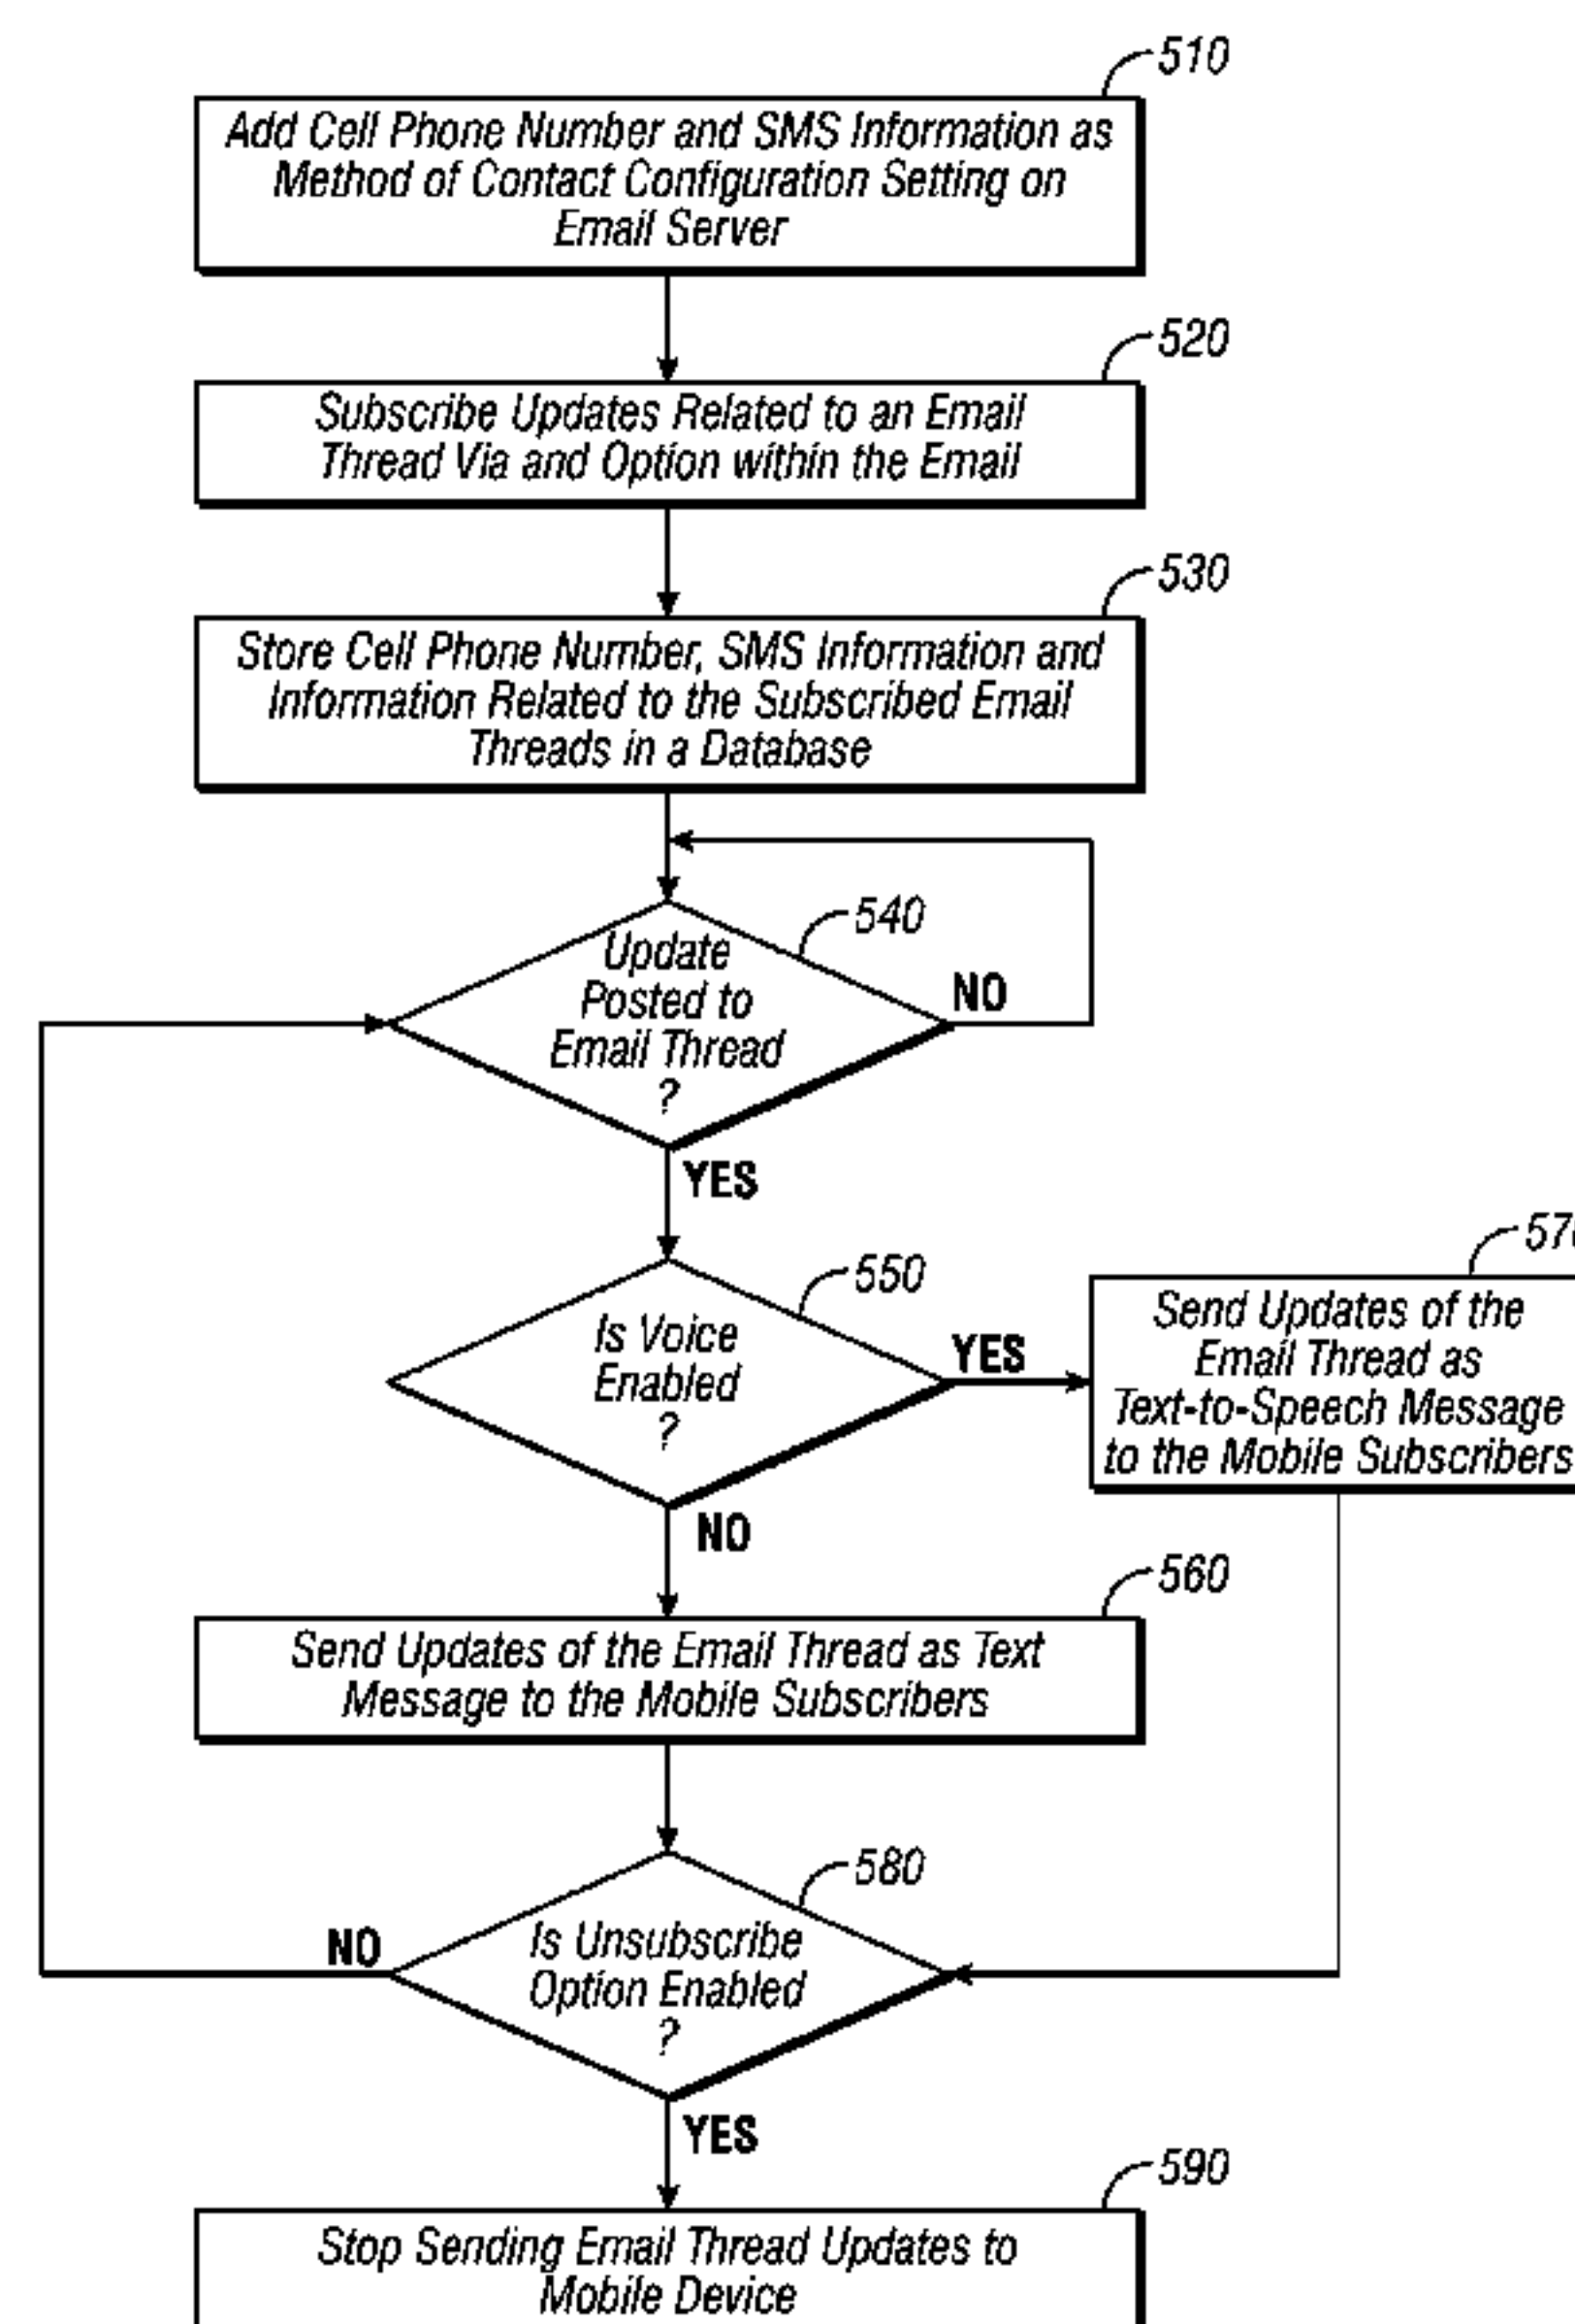 510
Add Cell Phone Number and SMS Information as
Method of Contact Configuration Setting on
Email Server
520
Subscribe Updates Related to an Email
Thread Via and Option within the Email
530
Store Cell Phone Number, SMS Information and
Information Related to the Subscribed Email
Threads in a Database
540
Update
Posted to
Email Thread
?
NO
YES
550
Is Voice
Enabled
?
YES
NO
570
Send Updates of the
Email Thread as
Text-to-Speech Message
to the Mobile Subscribers
560
Send Updates of the Email Thread as Text
Message to the Mobile Subscribers
580
Is Unsubscribe
Option Enabled
?
NO
YES
590
Stop Sending Email Thread Updates to
Mobile Device